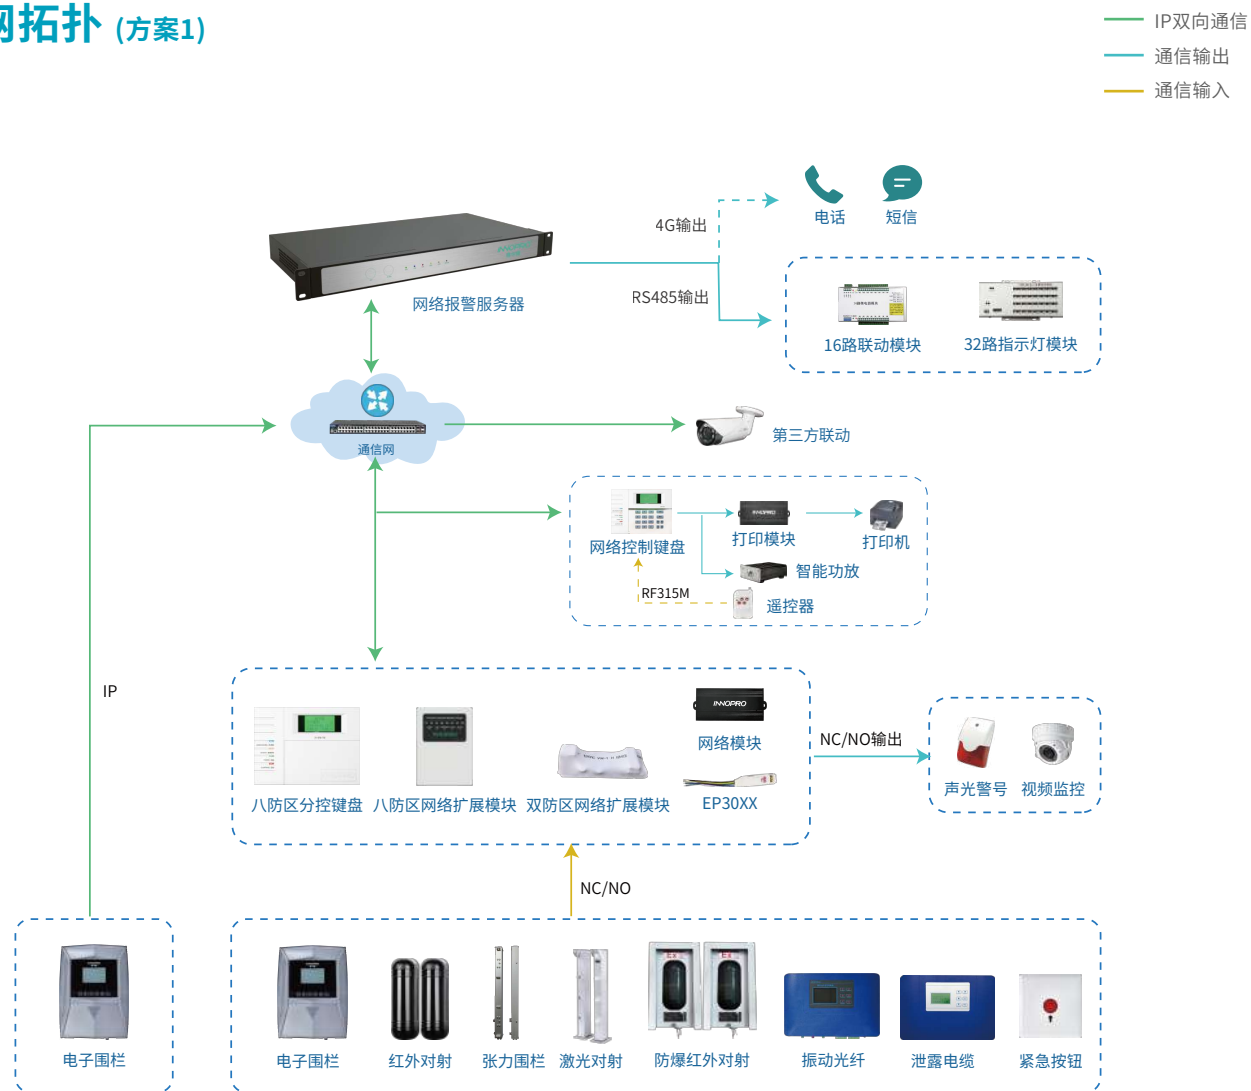 网拓扑 (方案1)
IP双向通信
通信输出
通信输入
4G输出
电话
短信
INNOPRO
网络报警服务器
RS485输出
16路联动模块
32路指示灯模块
通信网
第三方联动
网络控制键盘
INNOPRO
打印模块
打印机
智能功放
RF315M
遥控器
IP
INNOPRO
网络模块
八防区分控键盘
八防区网络扩展模块
双防区网络扩展模块
EP30XX
NC/NO输出
声光警号
视频监控
NC/NO
电子围栏
电子围栏
红外对射
张力围栏
激光对射
防爆红外对射
振动光纤
泄露电缆
紧急按钮